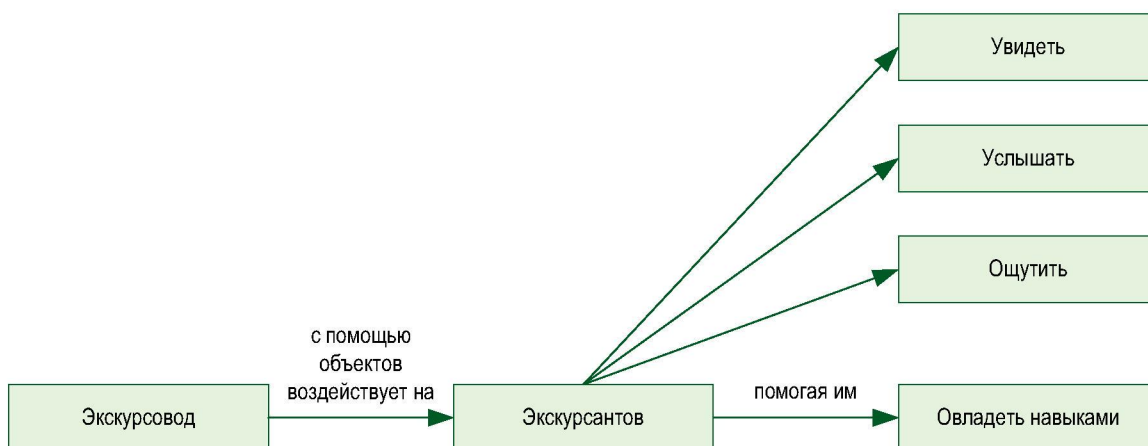 Увидеть
Услышать
Ощутить
с помощью
объектов
воздействует на
помогая им
Экскурсовод
Экскурсантов
Овладеть навыками